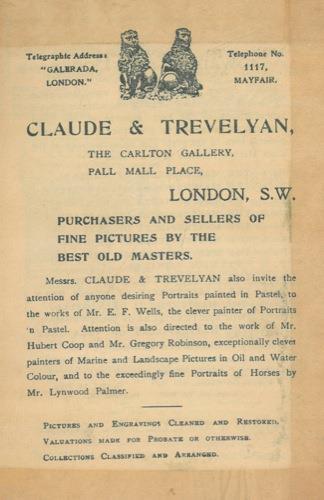 Telegraphic Address:
"GALERADA,
LONDON."
Telephone No.
1117,
MAYFAIR.
CLAUDE & TREVELYAN,
THE CARLTON GALLERY,
PALL MALL PLACE,
LONDON, S.W.
PURCHASERS AND SELLERS OF
FINE PICTURES BY THE
BEST OLD MASTERS.
Messrs. CLAUDE & TREVELYAN also invite the
attention of anyone desiring Portraits painted in Pastel, to
the works of Mr. E. F. Wells, the clever painter of Portraits
'n Pastel. Attention is also directed to the work of Mr.
Hubert Coop and Mr. Gregory Robinson, exceptionally clever
painters of Marine and Landscape Pictures in Oil and Water
Colour, and to the exceedingly fine Portraits of Horses by
Mr. Lynwood Palmer.
PICTURES AND ENGRAVINGS CLEANED AND RESTORED.
VALUATIONS MADE FOR PROBATE OR OTHERWISE.
COLLECTIONS CLASSIFIED AND ARRANGED.